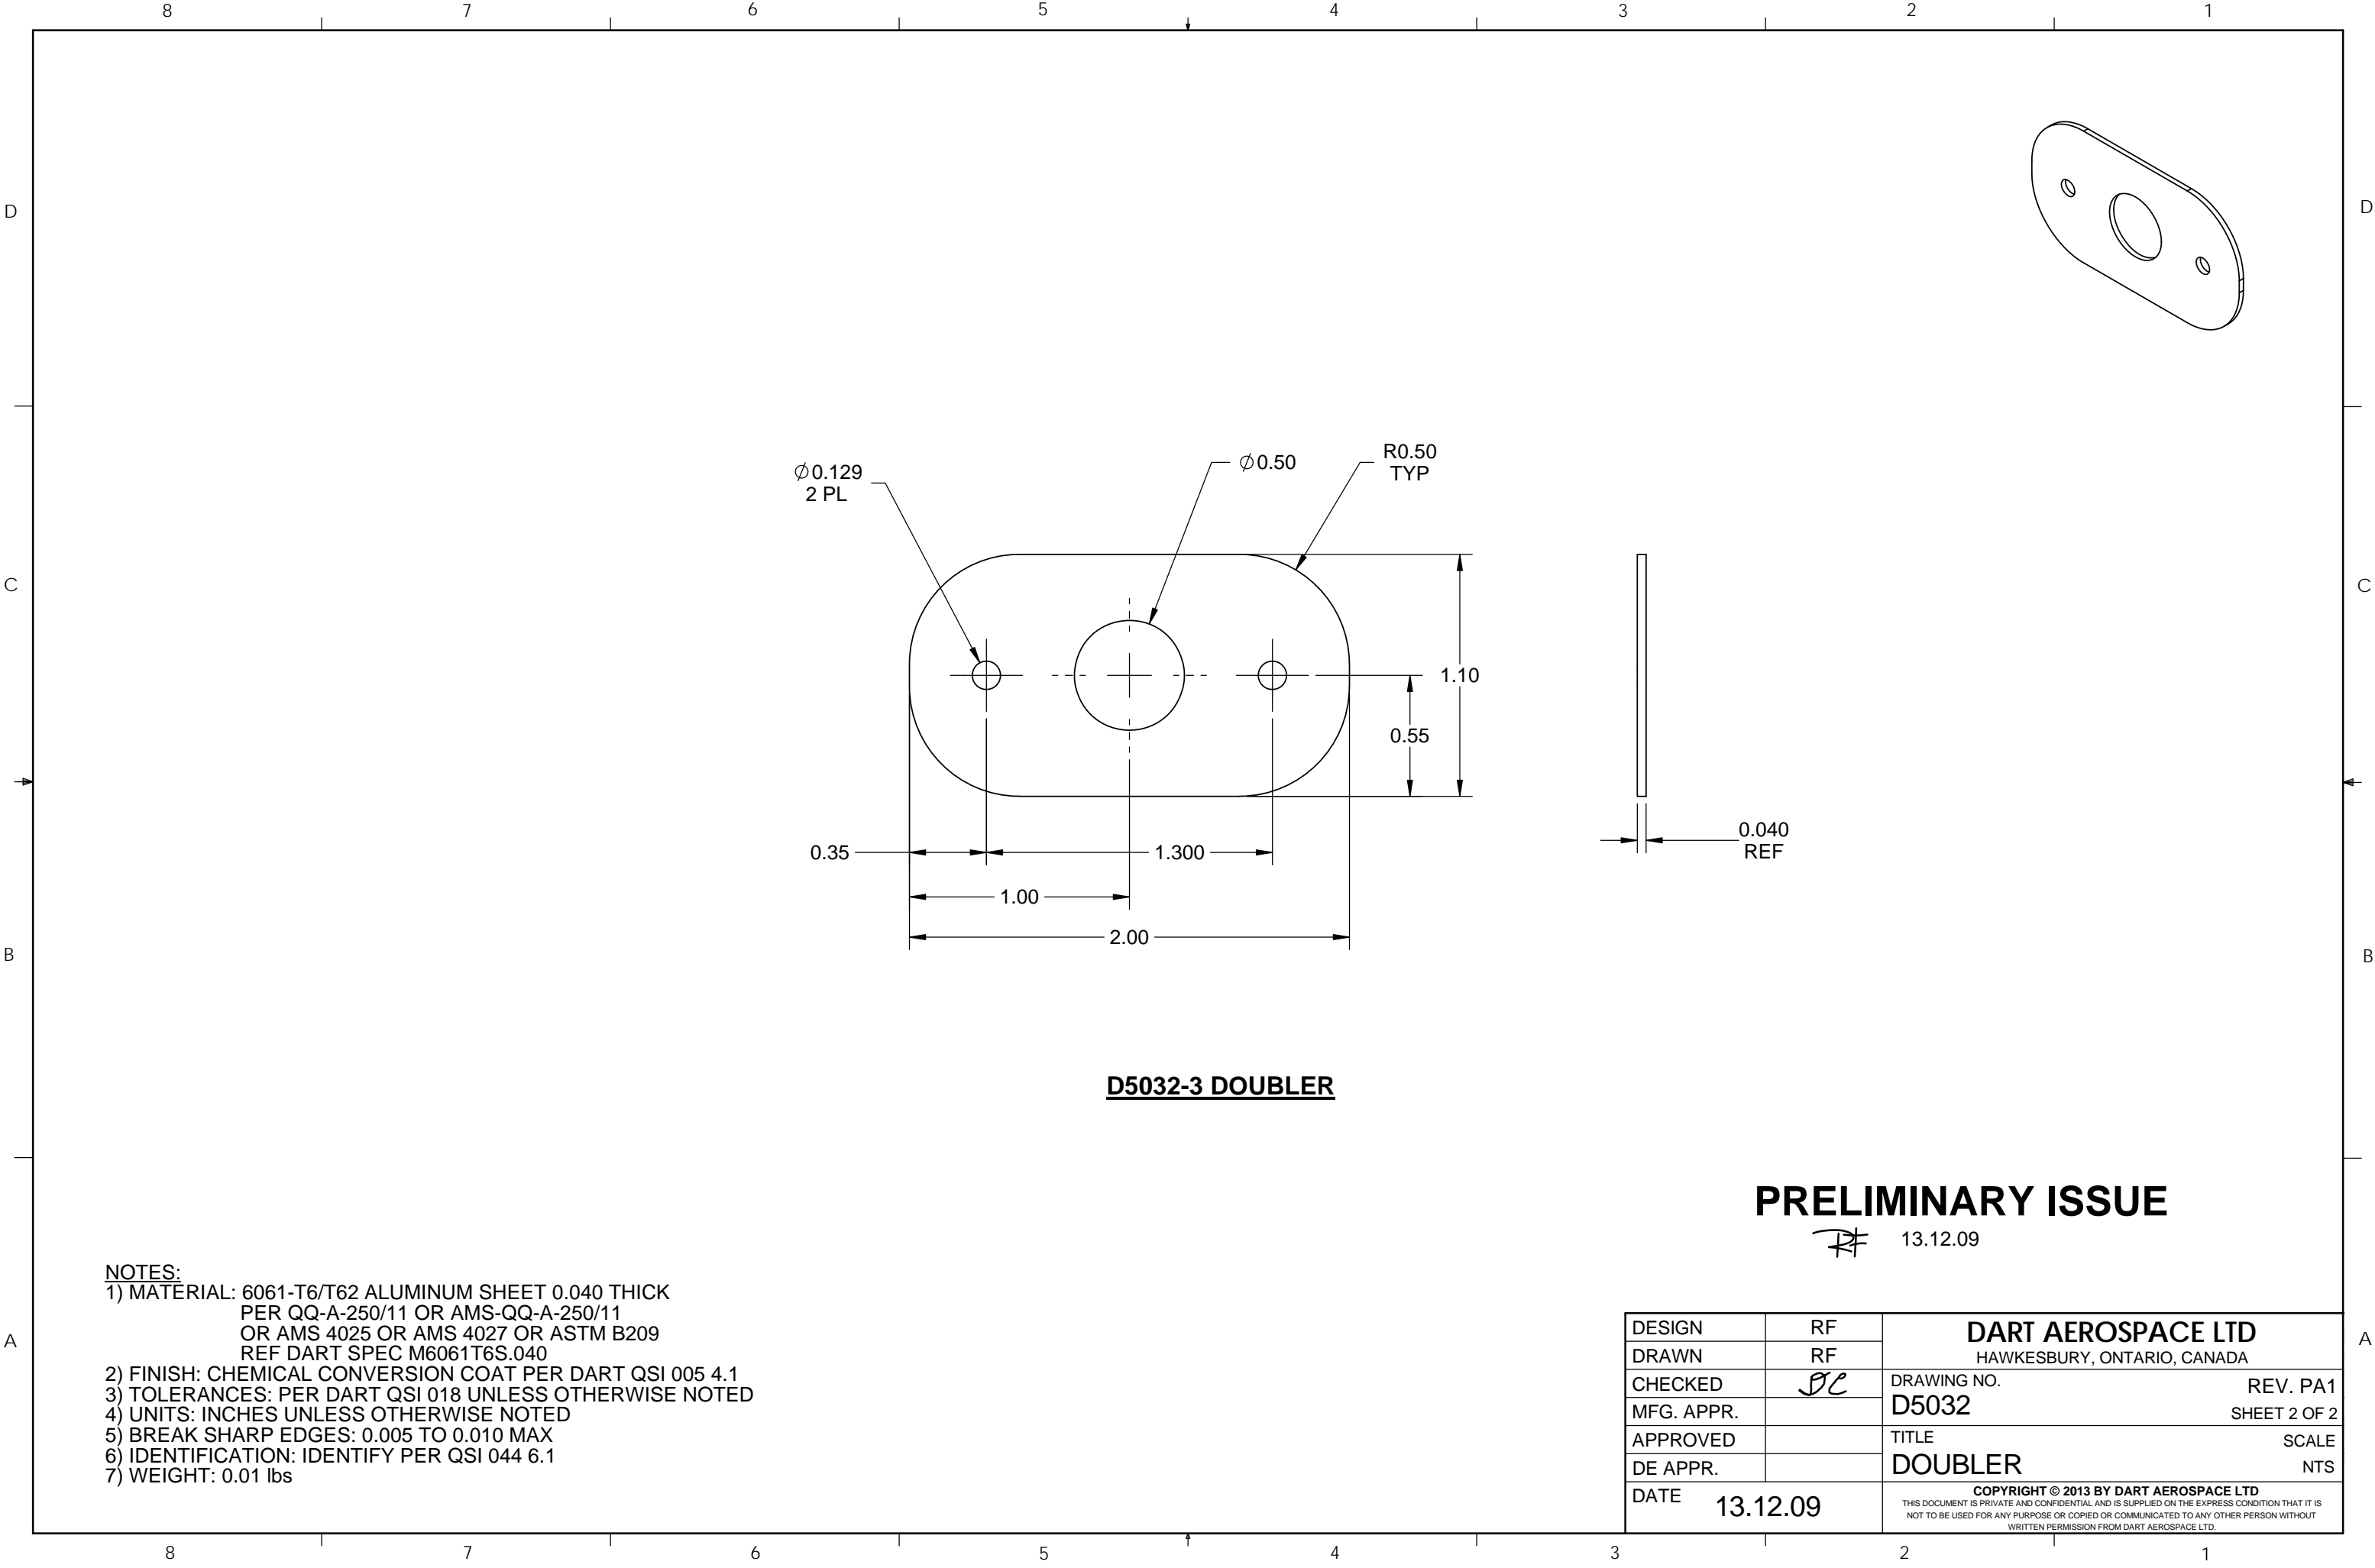 8 7 6 5 4 3 2 1
D D
Ø0.129
2 PL
Ø0.50
R0.50
TYP
C C
1.10
0.55
0.35
1.300
0.040
REF
1.00
2.00
B B
D5032-3 DOUBLER
PRELIMINARY ISSUE
RF 13.12.09
NOTES:
1) MATERIAL: 6061-T6/T62 ALUMINUM SHEET 0.040 THICK
PER QQ-A-250/11 OR AMS-QQ-A-250/11
OR AMS 4025 OR AMS 4027 OR ASTM B209
REF DART SPEC M6061T6S.040
2) FINISH: CHEMICAL CONVERSION COAT PER DART QSI 005 4.1
3) TOLERANCES: PER DART QSI 018 UNLESS OTHERWISE NOTED
4) UNITS: INCHES UNLESS OTHERWISE NOTED
5) BREAK SHARP EDGES: 0.005 TO 0.010 MAX
6) IDENTIFICATION: IDENTIFY PER QSI 044 6.1
7) WEIGHT: 0.01 lbs
A A
DESIGN RF
DRAWN RF
CHECKED
MFG. APPR.
APPROVED
DE APPR.
DATE 13.12.09
DART AEROSPACE LTD
HAWKESBURY, ONTARIO, CANADA
DRAWING NO. REV. PA1
D5032 SHEET 2 OF 2
TITLE SCALE
DOUBLER NTS
COPYRIGHT © 2013 BY DART AEROSPACE LTD
THIS DOCUMENT IS PRIVATE AND CONFIDENTIAL AND IS SUPPLIED ON THE EXPRESS CONDITION THAT IT IS
NOT TO BE USED FOR ANY PURPOSE OR COPIED OR COMMUNICATED TO ANY OTHER PERSON WITHOUT
WRITTEN PERMISSION FROM DART AEROSPACE LTD.
8 7 6 5 4 3 2 1